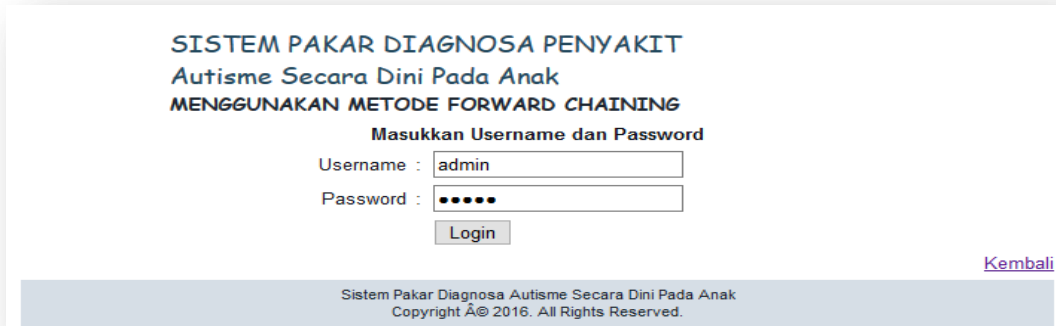 SISTEM PAKAR DIAGNOSA PENYAKIT
Autisme Secara Dini Pada Anak
MENGGUNAKAN METODE FORWARD CHAINING
Masukkan Username dan Password
Username : admin
Password : •••••
Login
Kembali
Sistem Pakar Diagnosa Autisme Secara Dini Pada Anak
Copyright Â© 2016. All Rights Reserved.